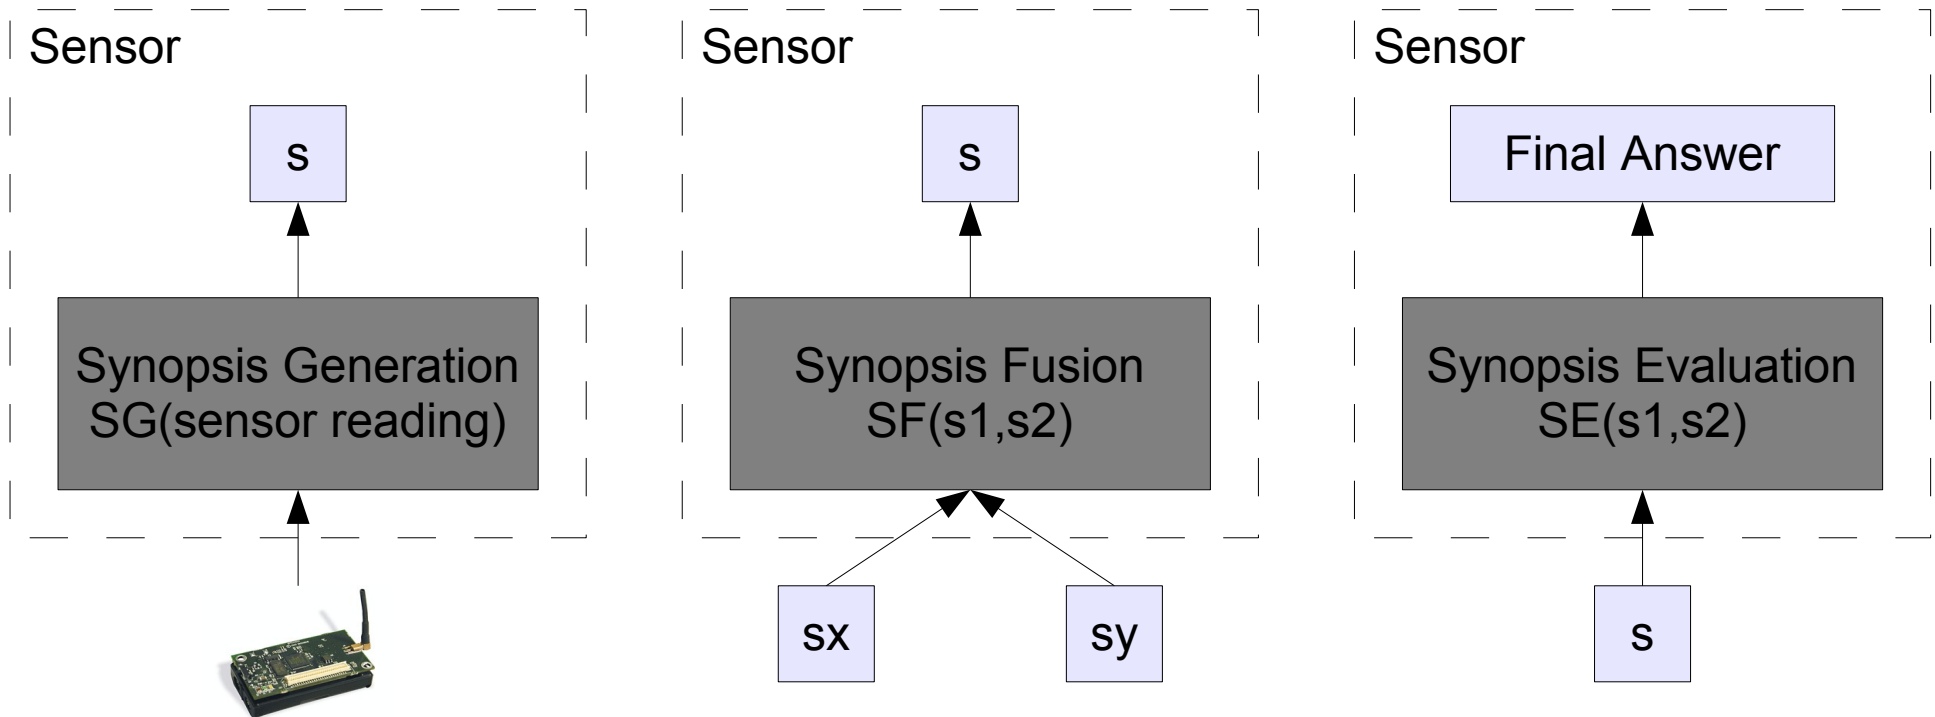 Sensor
s
Synopsis Generation
SG(sensor reading)
Sensor
s
Synopsis Fusion
SF(s1,s2)
sx
sy
Sensor
Final Answer
Synopsis Evaluation
SE(s1,s2)
s